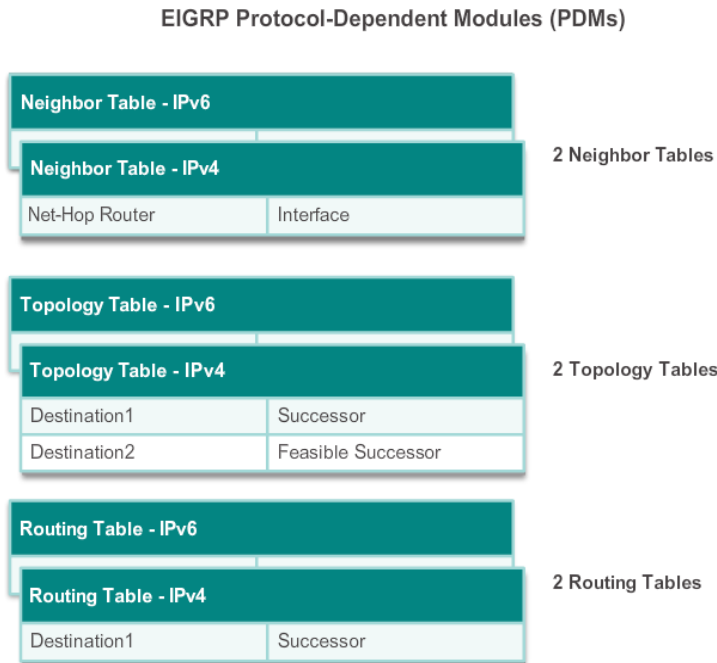 EIGRP Protocol-Dependent Modules (PDMs)
Neighbor Table - IPv6
Neighbor Table - IPv4
2 Neighbor Tables
Net-Hop Router Interface
Topology Table - IPv6
Topology Table - IPv4
2 Topology Tables
Destination1 Successor
Destination2 Feasible Successor
Routing Table - IPv6
Routing Table - IPv4
2 Routing Tables
Destination1 Successor